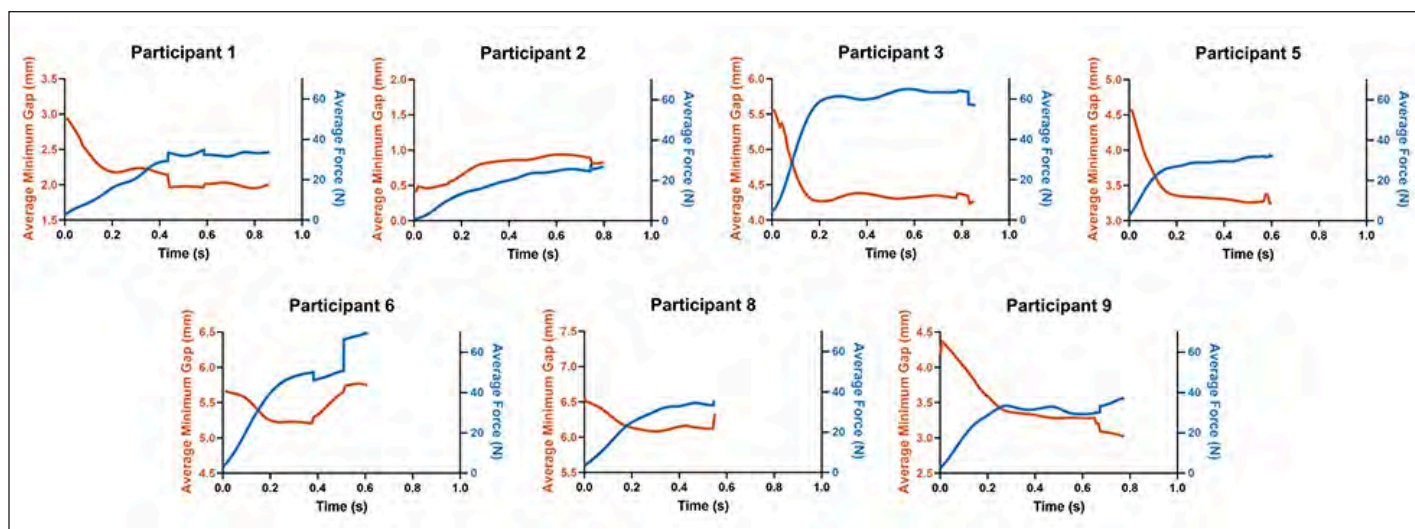 Participant 1
Average Minimum Gap (mm)
3.5
3.0
2.5
2.0
1.5
60
40
20
0
Average Force (N)
0.0 0.2 0.4 0.6 0.8 1.0
Time (s)
Participant 2
Average Minimum Gap (mm)
2.0
1.5
1.0
0.5
0.0
60
40
20
0
Average Force (N)
0.0 0.2 0.4 0.6 0.8 1.0
Time (s)
Participant 3
Average Minimum Gap (mm)
6.0
5.5
5.0
4.5
4.0
60
40
20
0
Average Force (N)
0.0 0.2 0.4 0.6 0.8 1.0
Time (s)
Participant 5
Average Minimum Gap (mm)
5.0
4.5
4.0
3.5
3.0
60
40
20
0
Average Force (N)
0.0 0.2 0.4 0.6 0.8 1.0
Time (s)
Participant 6
Average Minimum Gap (mm)
6.5
6.0
5.5
5.0
4.5
60
40
20
0
Average Force (N)
0.0 0.2 0.4 0.6 0.8 1.0
Time (s)
Participant 8
Average Minimum Gap (mm)
7.5
7.0
6.5
6.0
5.5
60
40
20
0
Average Force (N)
0.0 0.2 0.4 0.6 0.8 1.0
Time (s)
Participant 9
Average Minimum Gap (mm)
4.5
4.0
3.5
3.0
2.5
60
40
20
0
Average Force (N)
0.0 0.2 0.4 0.6 0.8 1.0
Time (s)